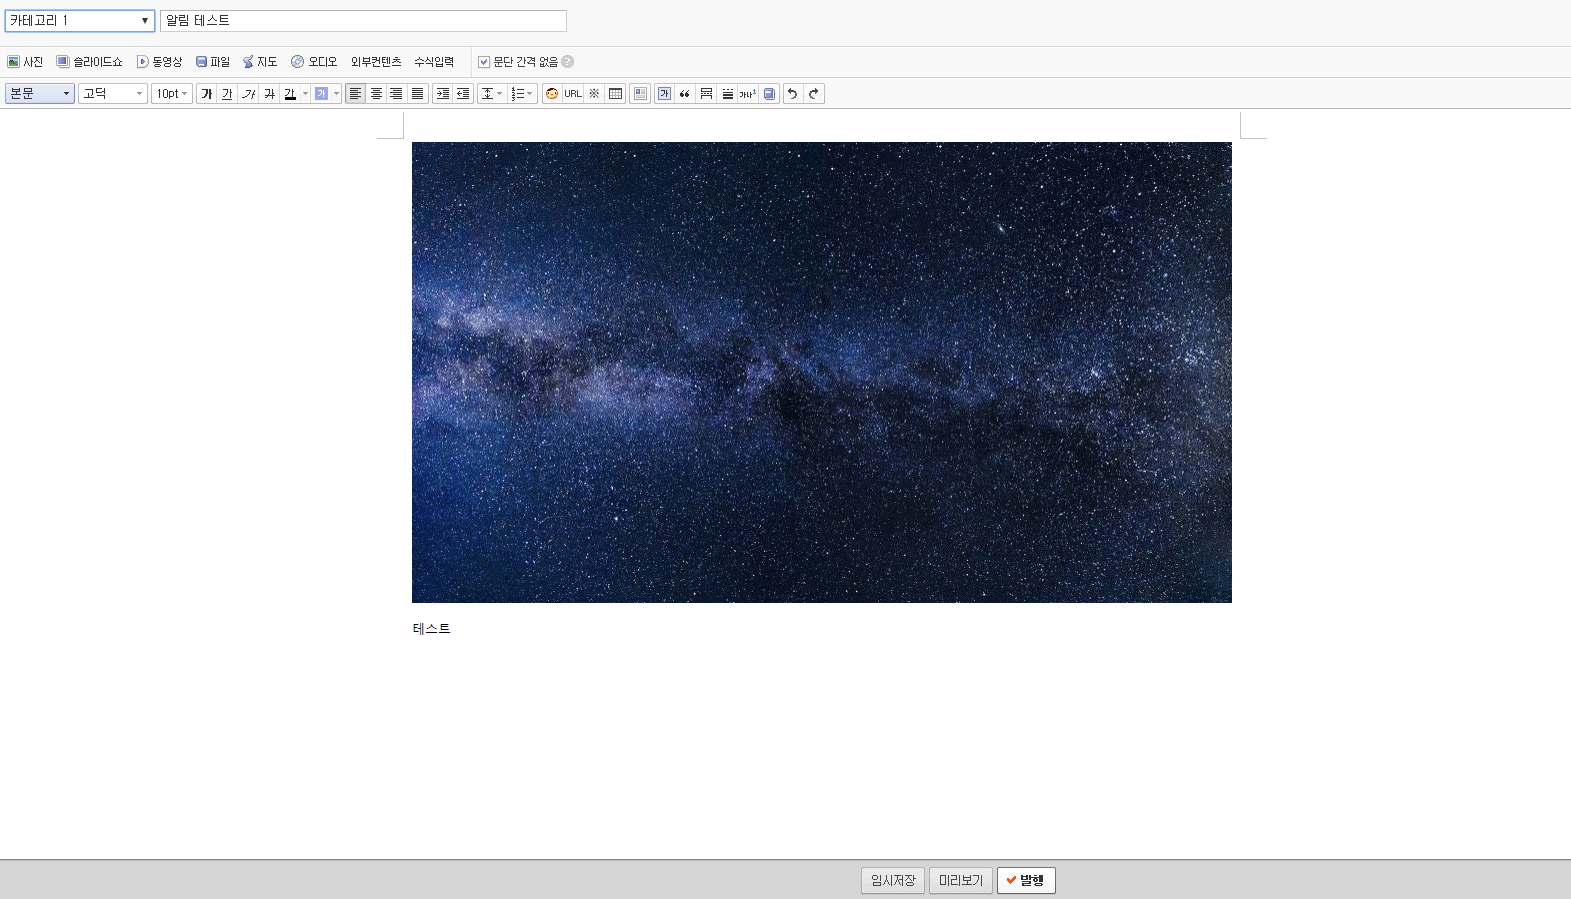 카테고리 1 알림 테스트
사진 슬라이드쇼 동영상 파일 지도 오디오 외부컨텐츠 수식입력 문단 간격 없음 ?
본문 고딕 10pt 가 가 가 가 가 가 URL ※ 가 가나1
테스트
임시저장 미리보기 발행